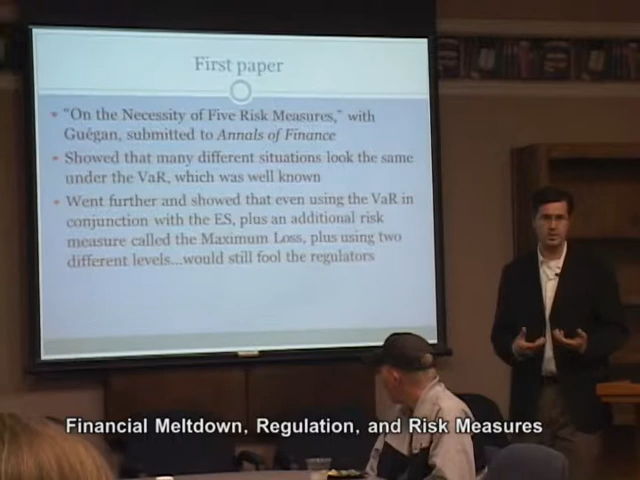 First paper
"On the Necessity of Five Risk Measures," with
Guégan, submitted to Annals of Finance
Showed that many different situations look the same
under the VaR, which was well known
Went further and showed that even using the VaR in
conjunction with the ES, plus an additional risk
measure called the Maximum Loss, plus using two
different levels...would still fool the regulators
Financial Meltdown, Regulation, and Risk Measures